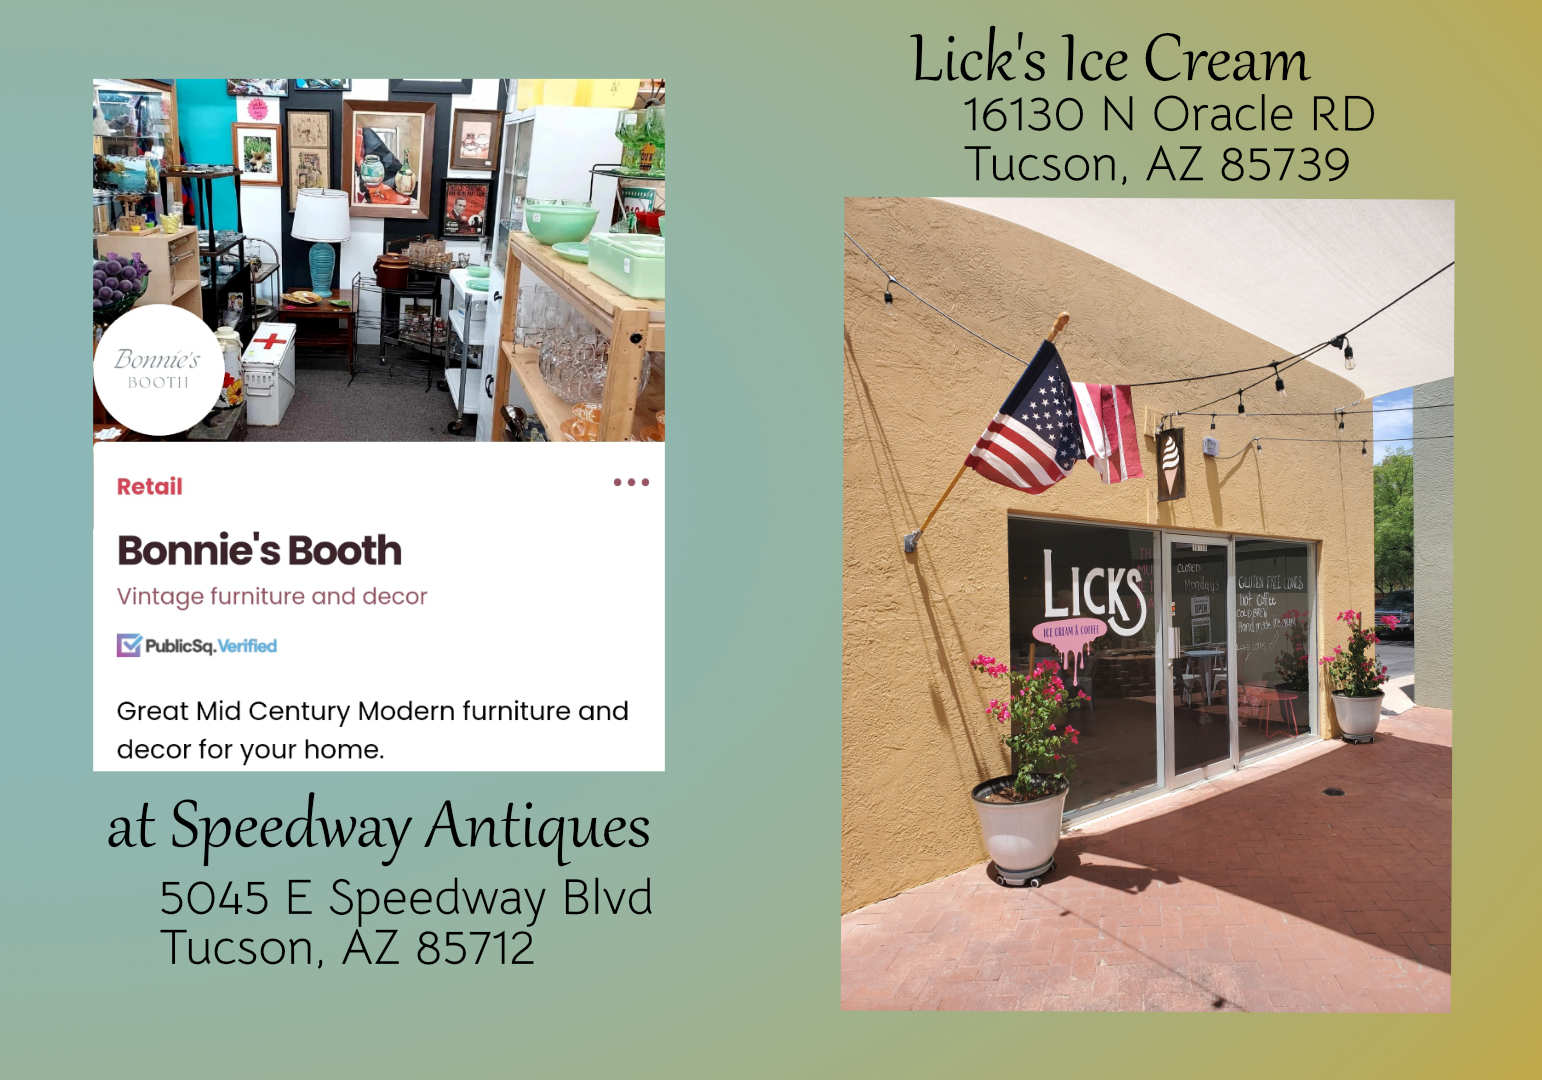 Bonnie's
BOOTH
Retail
Bonnie's Booth
Vintage furniture and decor
PublicSq.Verified
Great Mid Century Modern furniture and
decor for your home.
at Speedway Antiques
5045 E Speedway Blvd
Tucson, AZ 85712
Lick's Ice Cream
16130 N Oracle RD
Tucson, AZ 85739
LICKS
ICE CREAM & COFFEE
CLOSED
Mondays
OPEN
GLUTEN FREE CONES
Hot Coffee
COLD BREW